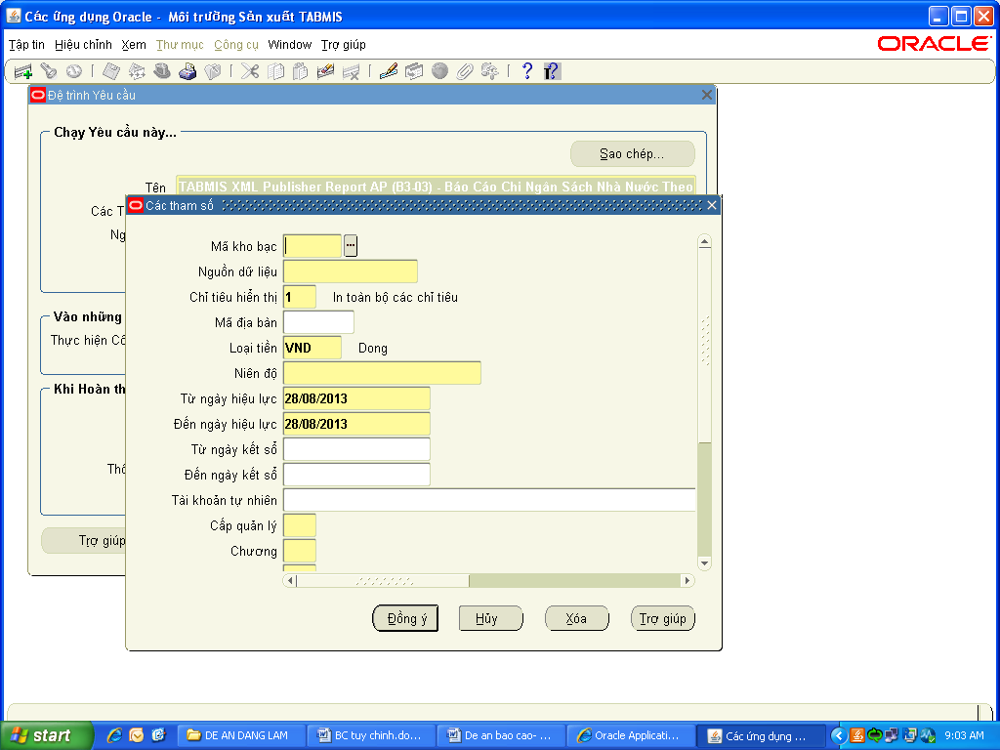 Các ứng dụng Oracle - Môi trường Sản xuất TABMIS
Tập tin Hiệu chỉnh Xem Thư mục Công cụ Window Trợ giúp
ORACLE
Đệ trình Yêu cầu
Chạy Yêu cầu này...
Sao chép...
Tên TABMIS XML Publisher Report AP (B3-03) - Báo Cáo Chi Ngân Sách Nhà Nước Theo
Các T
Ng
Các tham số
Mã kho bạc
Nguồn dữ liệu
Chỉ tiêu hiển thị 1 In toàn bộ các chỉ tiêu
Mã địa bàn
Loại tiền VND Dong
Niên độ
Từ ngày hiệu lực 28/08/2013
Đến ngày hiệu lực 28/08/2013
Từ ngày kết sổ
Đến ngày kết sổ
Tài khoản tự nhiên
Cấp quản lý
Chương
Vào những
Thực hiện Cô
Khi Hoàn th
Thô
Trợ giúp
Đồng ý Hủy Xóa Trợ giúp
start DE AN DANG LAM BC tuy chinh.do... De an bao cao- ... Oracle Applicati... Các ứng dụng ... 9:03 AM